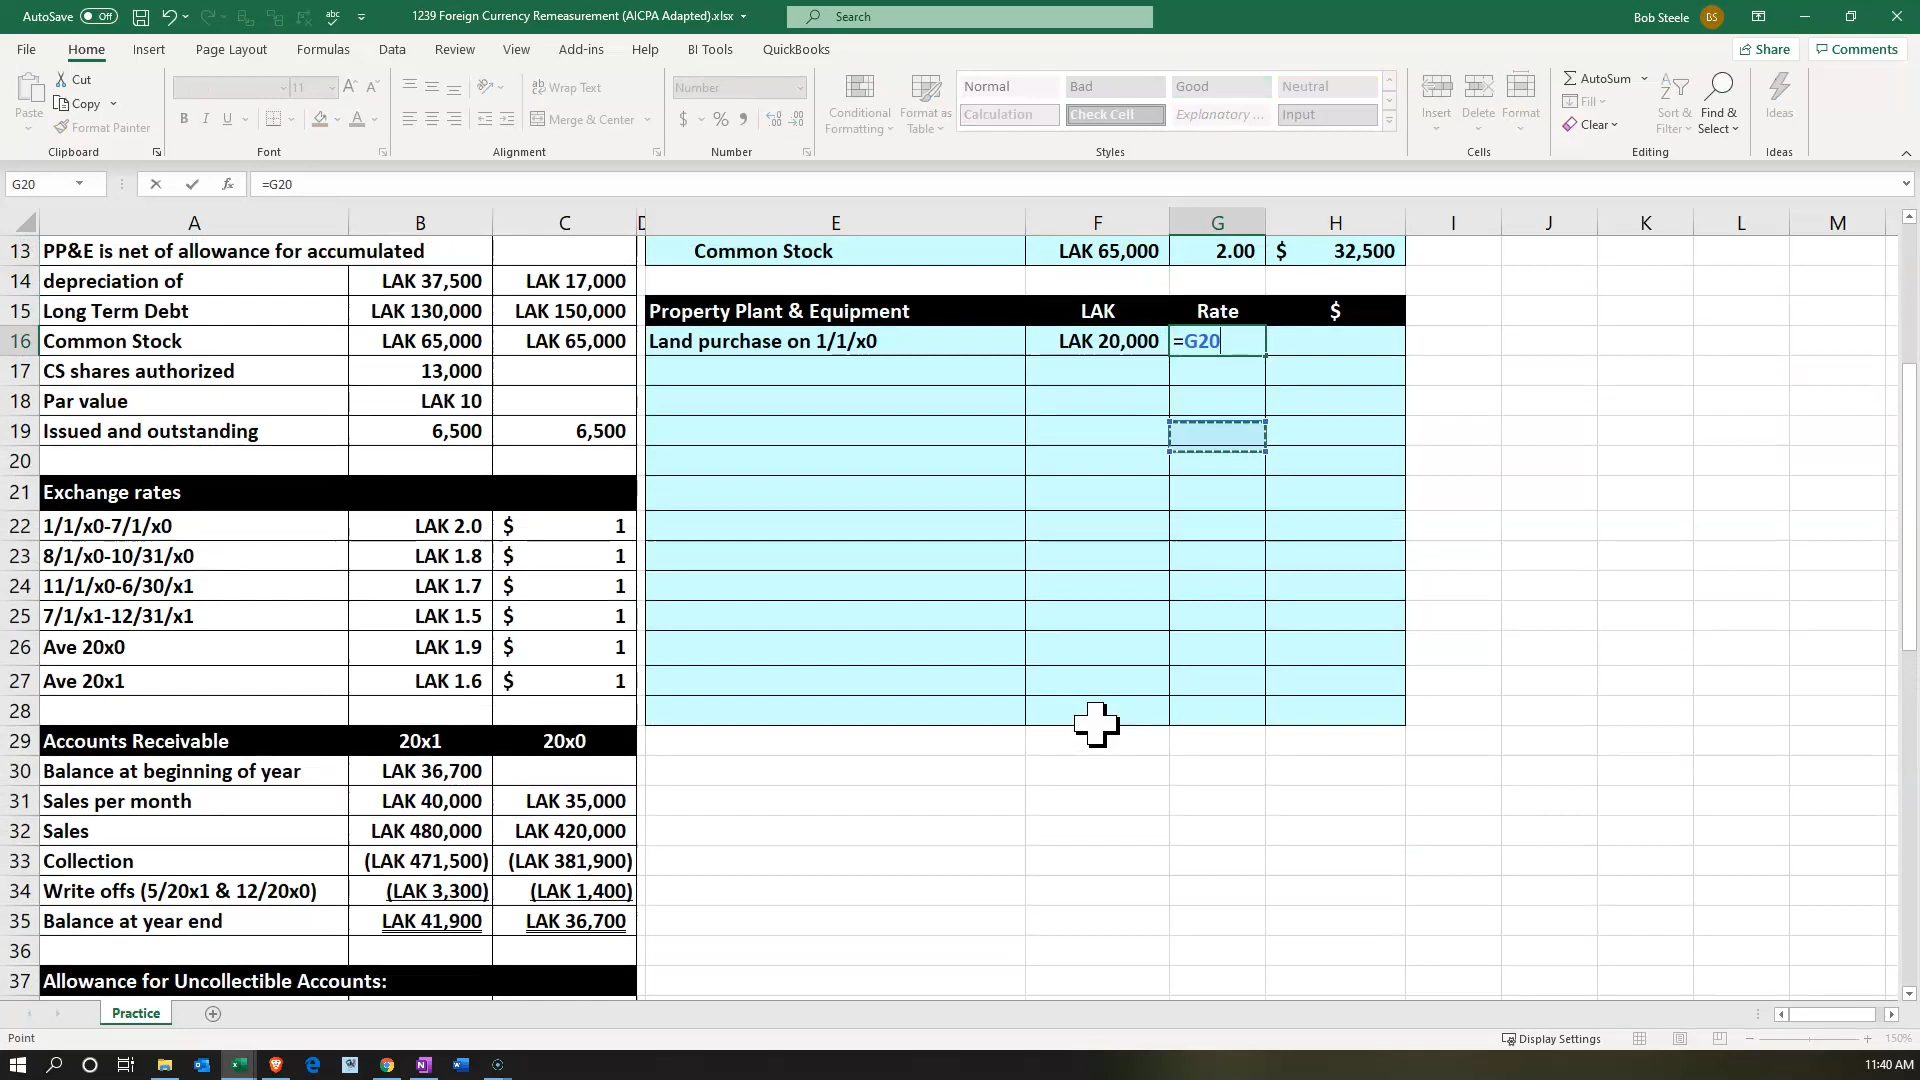 AutoSave Off 1239 Foreign Currency Remeasurement (AICPA Adapted).xlsx Search Bob Steele BS
File Home Insert Page Layout Formulas Data Review View Add-ins Help BI Tools QuickBooks Share Comments
Paste Cut Copy Format Painter Clipboard
11 Font
Wrap Text Merge & Center Alignment
Number Number
Conditional Formatting Format as Table
Normal Bad Good Neutral
Calculation Check Cell Explanatory ... Input
Styles
Insert Delete Format Cells
AutoSum Fill Clear Sort & Filter Find & Select Editing
Ideas Ideas
G20 fx =G20
A B C D E F G H I J K L M
13 PP&E is net of allowance for accumulated Common Stock LAK 65,000 2.00 $ 32,500
14 depreciation of LAK 37,500 LAK 17,000
15 Long Term Debt LAK 130,000 LAK 150,000 Property Plant & Equipment LAK Rate $
16 Common Stock LAK 65,000 LAK 65,000 Land purchase on 1/1/x0 LAK 20,000 =G20
17 CS shares authorized 13,000
18 Par value LAK 10
19 Issued and outstanding 6,500 6,500
20
21 Exchange rates
22 1/1/x0-7/1/x0 LAK 2.0 $ 1
23 8/1/x0-10/31/x0 LAK 1.8 $ 1
24 11/1/x0-6/30/x1 LAK 1.7 $ 1
25 7/1/x1-12/31/x1 LAK 1.5 $ 1
26 Ave 20x0 LAK 1.9 $ 1
27 Ave 20x1 LAK 1.6 $ 1
28
29 Accounts Receivable 20x1 20x0
30 Balance at beginning of year LAK 36,700
31 Sales per month LAK 40,000 LAK 35,000
32 Sales LAK 480,000 LAK 420,000
33 Collection (LAK 471,500) (LAK 381,900)
34 Write offs (5/20x1 & 12/20x0) (LAK 3,300) (LAK 1,400)
35 Balance at year end LAK 41,900 LAK 36,700
36
37 Allowance for Uncollectible Accounts:
Practice
Point Display Settings 150%
11:40 AM